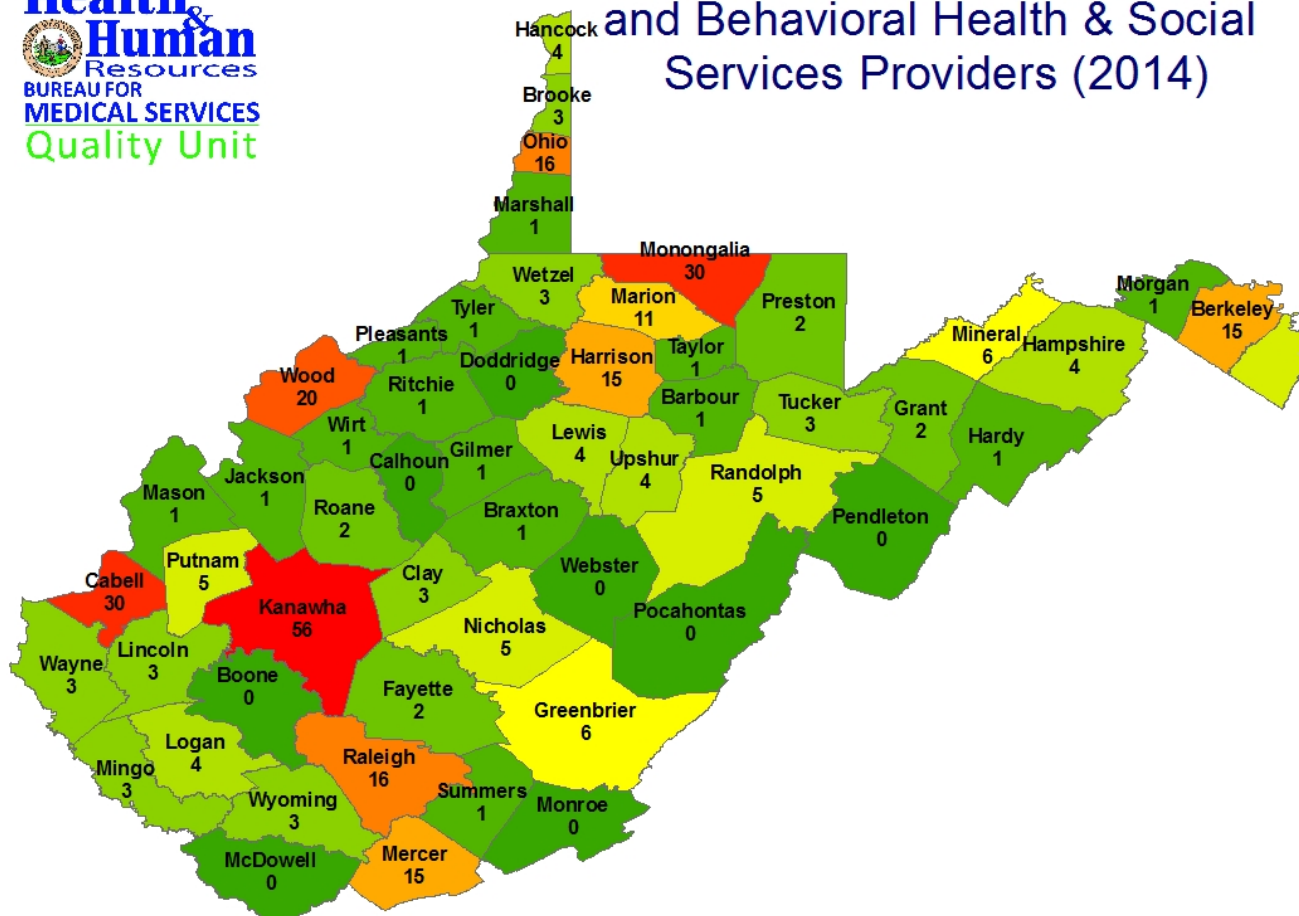 Health
&
Human
Resources
BUREAU FOR
MEDICAL SERVICES
Quality Unit
and Behavioral Health & Social
Services Providers (2014)
Hancock
4
Brooke
3
Ohio
16
Marshall
1
Wetzel
3
Monongalia
30
Marion
11
Preston
2
Tyler
1
Pleasants
1
Doddridge
0
Harrison
15
Taylor
1
Wood
20
Ritchie
1
Barbour
1
Tucker
3
Mineral
6
Hampshire
4
Morgan
1
Berkeley
15
Grant
2
Hardy
1
Wirt
1
Calhoun
0
Gilmer
1
Lewis
4
Upshur
4
Randolph
5
Pendleton
0
Mason
1
Jackson
1
Roane
2
Braxton
1
Webster
0
Pocahontas
0
Cabell
30
Putnam
5
Kanawha
56
Clay
3
Nicholas
5
Wayne
3
Lincoln
3
Boone
0
Fayette
2
Greenbrier
6
Logan
4
Mingo
3
Raleigh
16
Wyoming
3
Summers
1
Monroe
0
McDowell
0
Mercer
15